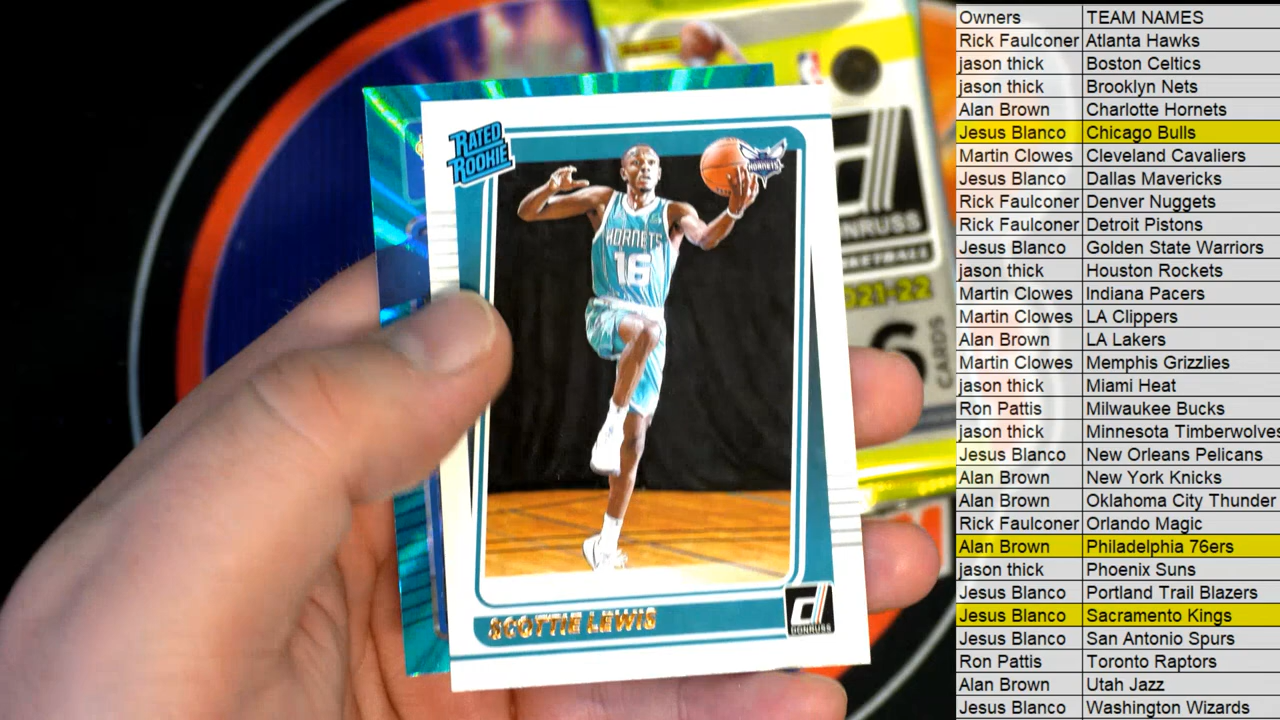 RATED
ROOKIE
HORNETS
HORNETS
16
SCOTTIE LEWIS
d
DONRUSS
PANINI
NRUSS
KETBALL
021-22
6
CARDS
Owners TEAM NAMES
Rick Faulconer Atlanta Hawks
jason thick Boston Celtics
jason thick Brooklyn Nets
Alan Brown Charlotte Hornets
Jesus Blanco Chicago Bulls
Martin Clowes Cleveland Cavaliers
Jesus Blanco Dallas Mavericks
Rick Faulconer Denver Nuggets
Rick Faulconer Detroit Pistons
Jesus Blanco Golden State Warriors
jason thick Houston Rockets
Martin Clowes Indiana Pacers
Martin Clowes LA Clippers
Alan Brown LA Lakers
Martin Clowes Memphis Grizzlies
jason thick Miami Heat
Ron Pattis Milwaukee Bucks
jason thick Minnesota Timberwolves
Jesus Blanco New Orleans Pelicans
Alan Brown New York Knicks
Alan Brown Oklahoma City Thunder
Rick Faulconer Orlando Magic
Alan Brown Philadelphia 76ers
jason thick Phoenix Suns
Jesus Blanco Portland Trail Blazers
Jesus Blanco Sacramento Kings
Jesus Blanco San Antonio Spurs
Ron Pattis Toronto Raptors
Alan Brown Utah Jazz
Jesus Blanco Washington Wizards